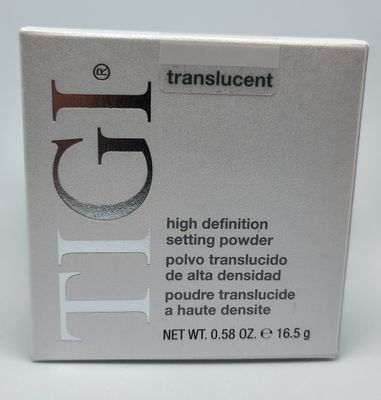 translucent
TIGI®
high definition
setting powder
polvo translucido
de alta densidad
poudre translucide
a haute densite
NET WT. 0.58 OZ. ℮ 16.5 g